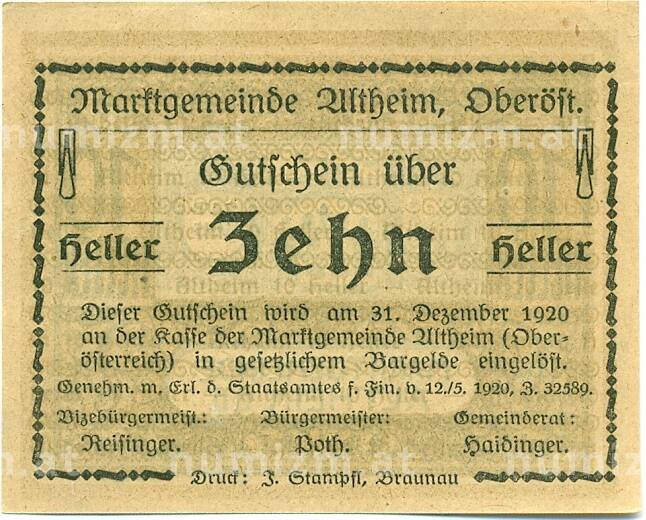 Marktgemeinde Altheim, Oberöst.
Gutschein über
Heller Zehn Heller
Dieser Gutschein wird am 31. Dezember 1920
an der Kasse der Marktgemeinde Altheim (Ober-
österreich) in gesetzlichem Bargelde eingelöst.
Genehm. m. Erl. d. Staatsamtes f. Fin. v. 12./5. 1920, Z. 32589.
Vizebürgermeist.: Bürgermeister: Gemeinderat:
Reisinger. Poth. Haidinger.
Druck: J. Stampfl, Braunau
numizm.at